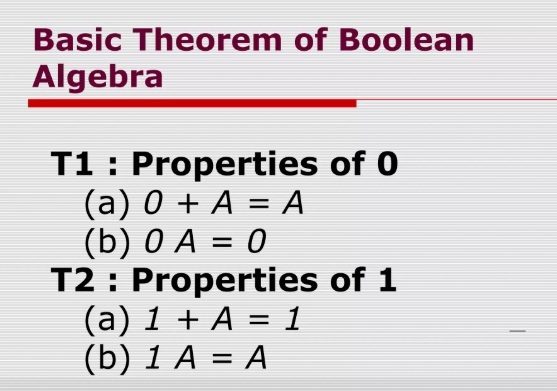 Basic Theorem of Boolean
Algebra
T1 : Properties of 0
(a) 0 + A = A
(b) 0 A = 0
T2 : Properties of 1
(a) 1 + A = 1
(b) 1 A = A